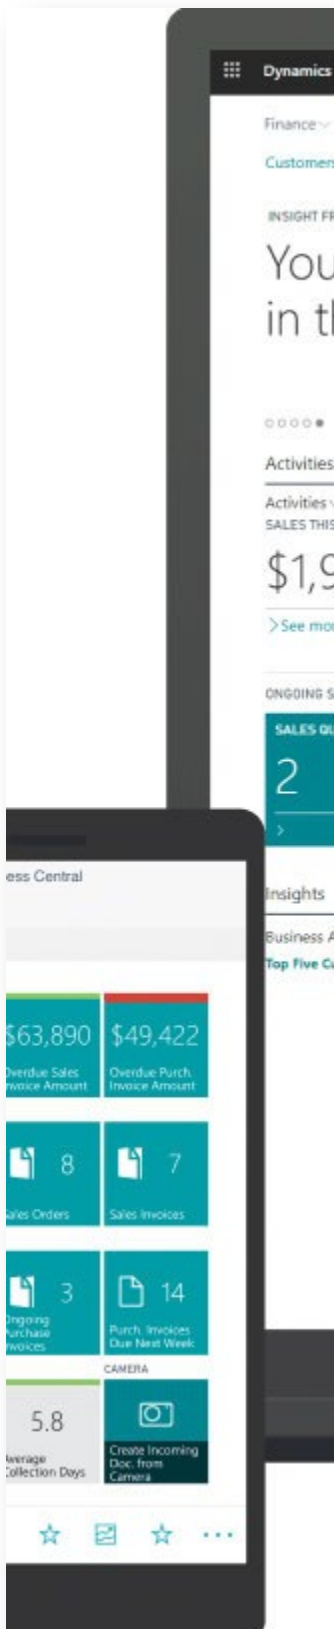 Dynamics
Finance
Customers
INSIGHT FR
You
in th
Activities
Activities
SALES THIS
$1,9
See mor
ONGOING S
SALES QU
2
Insights
Business A
Top Five Cu
ess Central
$63,890
Overdue Sales
Invoice Amount
$49,422
Overdue Purch.
Invoice Amount
8
Sales Orders
7
Sales Invoices
3
Ongoing
Purchase
Invoices
14
Purch. Invoices
Due Next Week
CAMERA
5.8
Average
Collection Days
Create Incoming
Doc. from
Camera